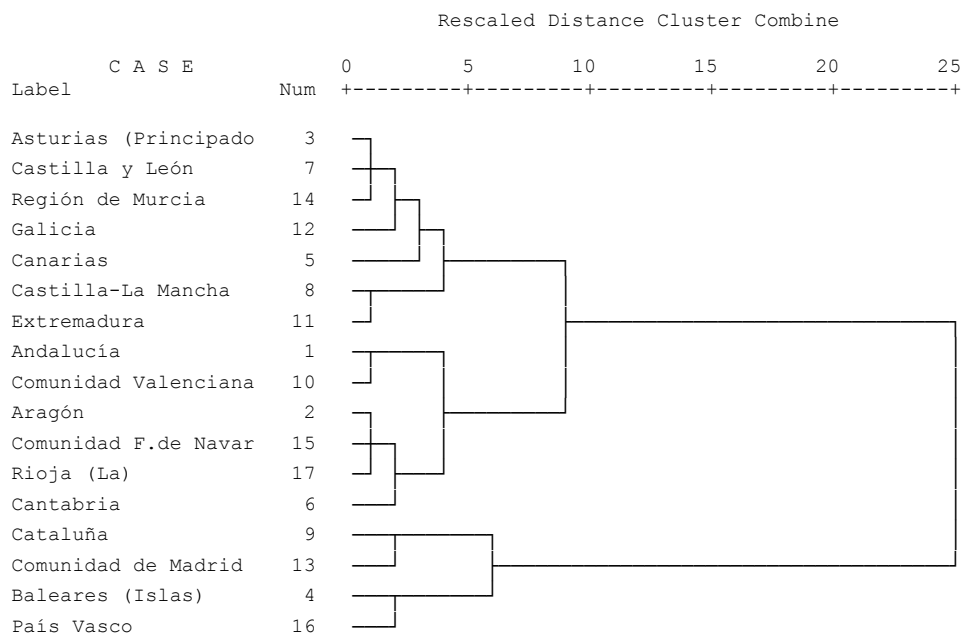 Rescaled Distance Cluster Combine
C A S E 0 5 10 15 20 25
Label Num +---------+---------+---------+---------+---------+
Asturias (Principado 3
Castilla y León 7
Región de Murcia 14
Galicia 12
Canarias 5
Castilla-La Mancha 8
Extremadura 11
Andalucía 1
Comunidad Valenciana 10
Aragón 2
Comunidad F.de Navar 15
Rioja (La) 17
Cantabria 6
Cataluña 9
Comunidad de Madrid 13
Baleares (Islas) 4
País Vasco 16